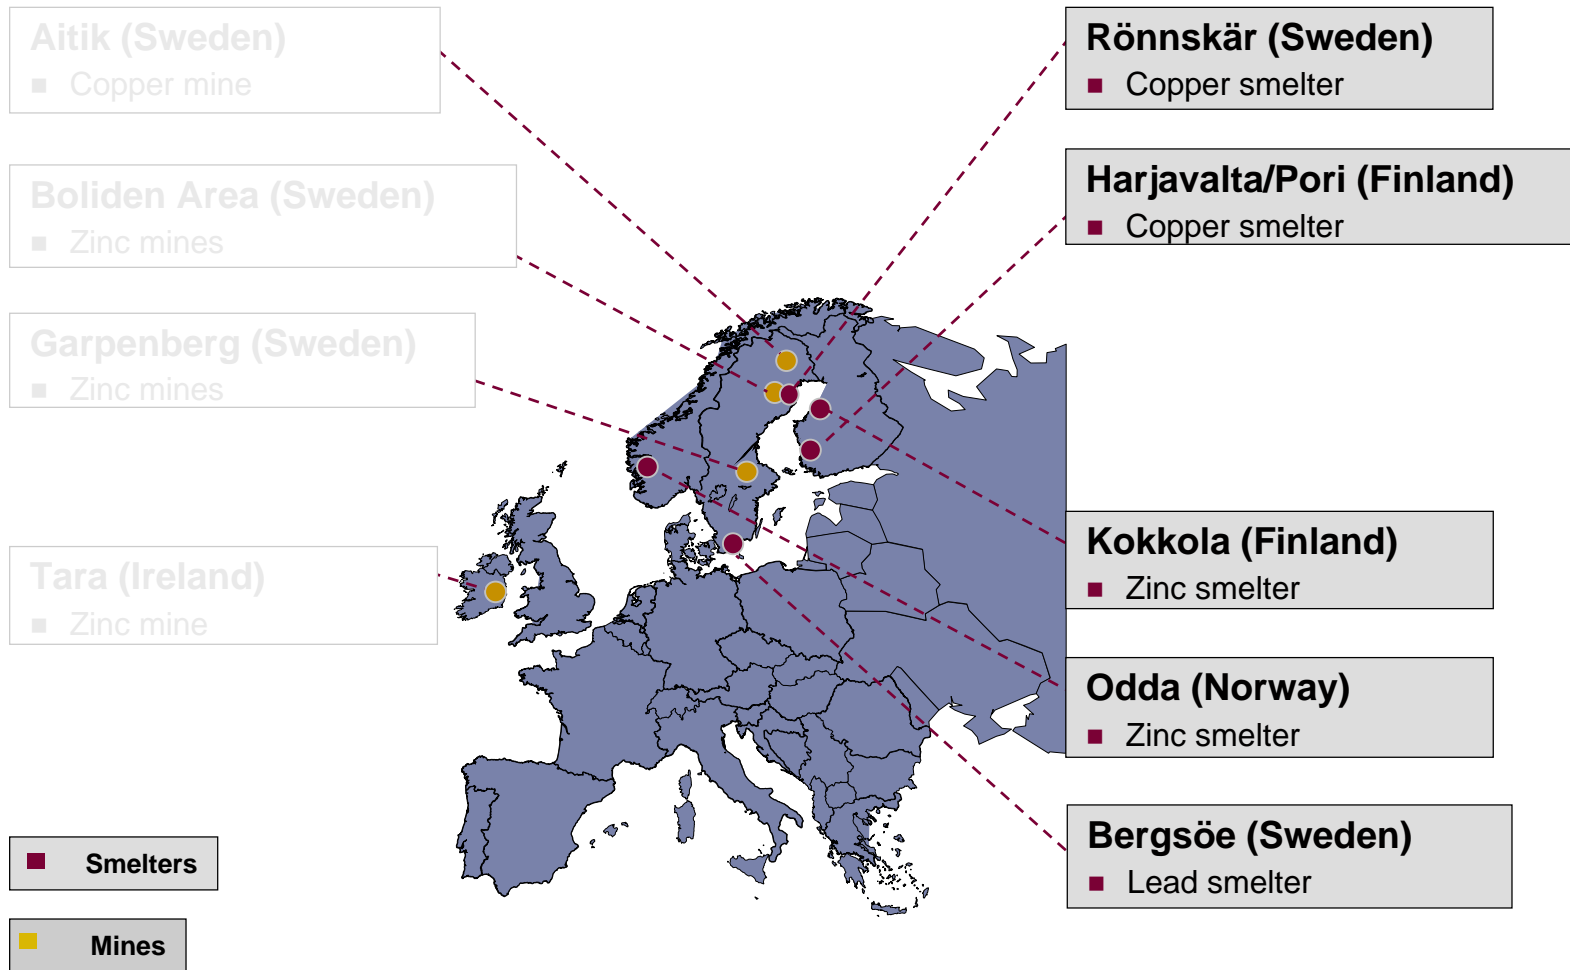 Aitik (Sweden)
■ Copper mine
Boliden Area (Sweden)
■ Zinc mines
Garpenberg (Sweden)
■ Zinc mines
Tara (Ireland)
■ Zinc mine
Rönnskär (Sweden)
■ Copper smelter
Harjavalta/Pori (Finland)
■ Copper smelter
Kokkola (Finland)
■ Zinc smelter
Odda (Norway)
■ Zinc smelter
Bergsöe (Sweden)
■ Lead smelter
Smelters
Mines